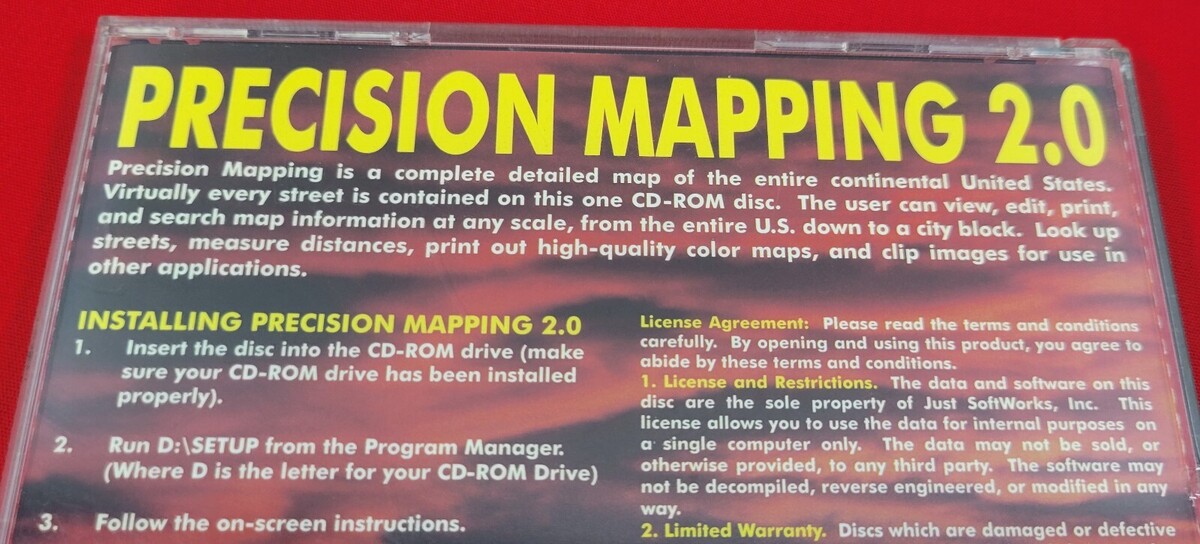 PRECISION MAPPING 2.0
Precision Mapping is a complete detailed map of the entire continental United States.
Virtually every street is contained on this one CD-ROM disc. The user can view, edit, print,
and search map information at any scale, from the entire U.S. down to a city block. Look up
streets, measure distances, print out high-quality color maps, and clip images for use in
other applications.
INSTALLING PRECISION MAPPING 2.0
1. Insert the disc into the CD-ROM drive (make
sure your CD-ROM drive has been installed
properly).
2. Run D:\SETUP from the Program Manager.
(Where D is the letter for your CD-ROM Drive)
3. Follow the on-screen instructions.
License Agreement: Please read the terms and conditions
carefully. By opening and using this product, you agree to
abide by these terms and conditions.
1. License and Restrictions. The data and software on this
disc are the sole property of Just SoftWorks, Inc. This
license allows you to use the data for internal purposes on
a single computer only. The data may not be sold, or
otherwise provided, to any third party. The software may
not be decompiled, reverse engineered, or modified in any
way.
2. Limited Warranty. Discs which are damaged or defective